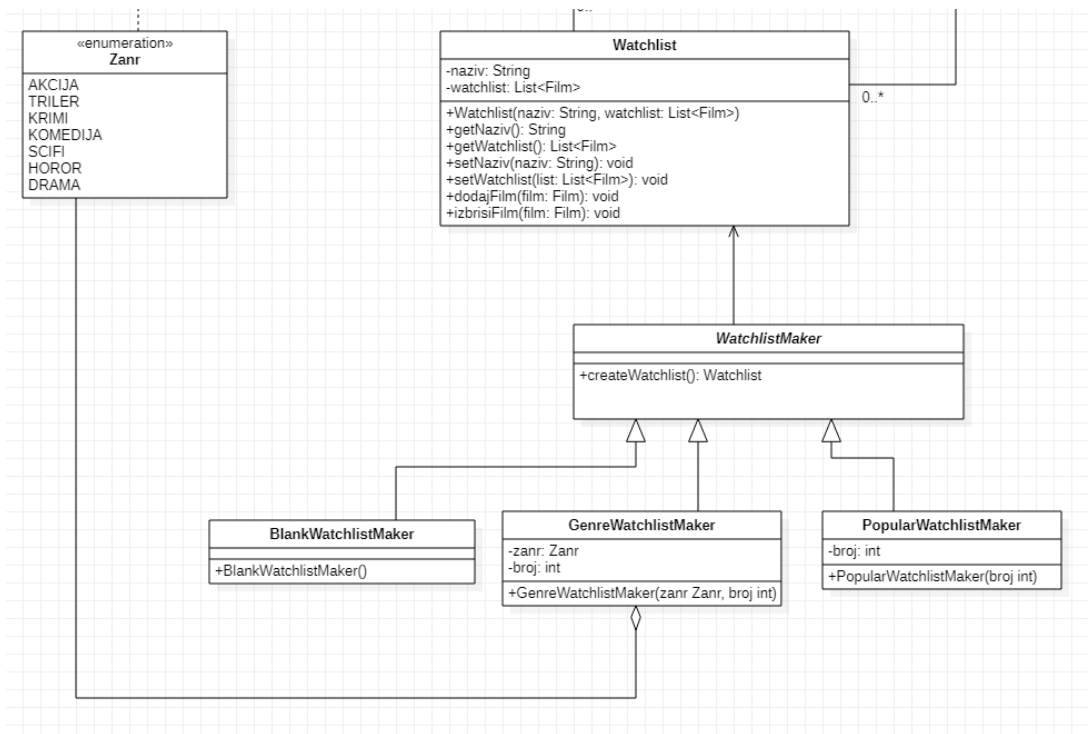 «enumeration»
Zanr
AKCIJA
TRILER
KRIMI
KOMEDIJA
SCIFI
HOROR
DRAMA
Watchlist
-naziv: String
-watchlist: List<Film>
+Watchlist(naziv: String, watchlist: List<Film>)
+getNaziv(): String
+getWatchlist(): List<Film>
+setNaziv(naziv: String): void
+setWatchlist(list: List<Film>): void
+dodajFilm(film: Film): void
+izbrisiFilm(film: Film): void
0..*
WatchlistMaker
+createWatchlist(): Watchlist
BlankWatchlistMaker
+BlankWatchlistMaker()
GenreWatchlistMaker
-zanr: Zanr
-broj: int
+GenreWatchlistMaker(zanr Zanr, broj int)
PopularWatchlistMaker
-broj: int
+PopularWatchlistMaker(broj int)